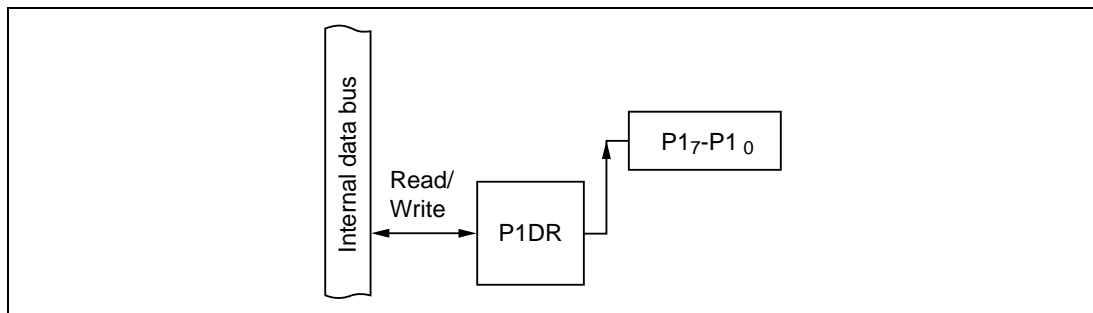 Internal data bus
Read/
Write
P1DR
P1₇-P1 ₀